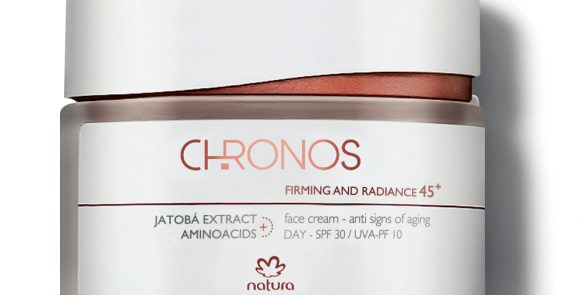 CHRONOS
FIRMING AND RADIANCE 45+
JATOBÁ EXTRACT
AMINOACIDS +
face cream - anti signs of aging
DAY - SPF 30 / UVA-PF 10
natura